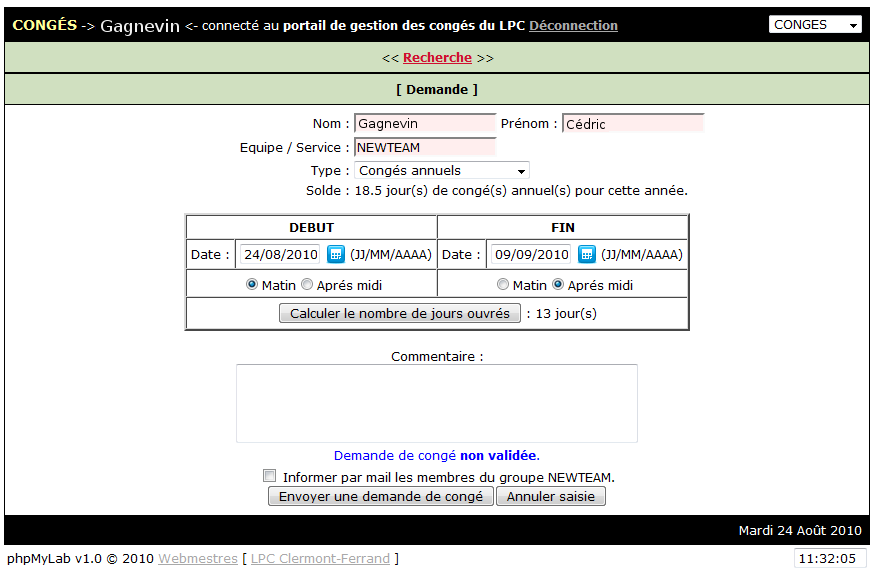 CONGÉS -> Gagnevin <- connecté au portail de gestion des congés du LPC Déconnection CONGES
<< Recherche >>
[ Demande ]
Nom : Gagnevin Prénom : Cédric
Equipe / Service : NEWTEAM
Type : Congés annuels
Solde : 18.5 jour(s) de congé(s) annuel(s) pour cette année.
DEBUT FIN
Date : 24/08/2010 (JJ/MM/AAAA) Date : 09/09/2010 (JJ/MM/AAAA)
Matin Aprés midi Matin Aprés midi
Calculer le nombre de jours ouvrés : 13 jour(s)
Commentaire :
Demande de congé non validée.
Informer par mail les membres du groupe NEWTEAM.
Envoyer une demande de congé Annuler saisie
Mardi 24 Août 2010
phpMyLab v1.0 © 2010 Webmestres [ LPC Clermont-Ferrand ] 11:32:05